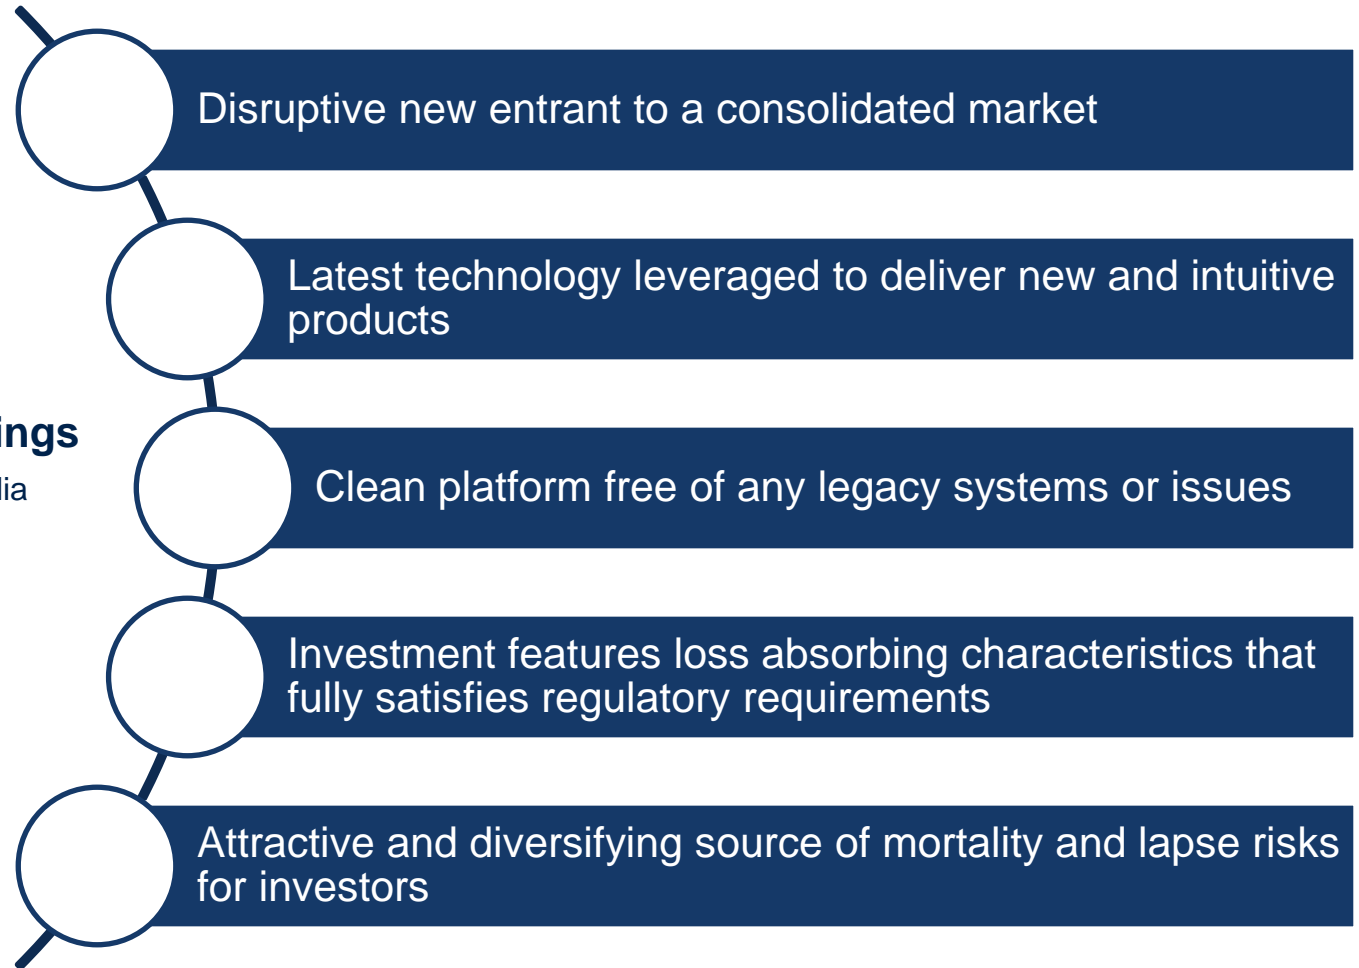 Disruptive new entrant to a consolidated market
Latest technology leveraged to deliver new and intuitive
products
ings
lia
Clean platform free of any legacy systems or issues
Investment features loss absorbing characteristics that
fully satisfies regulatory requirements
Attractive and diversifying source of mortality and lapse risks
for investors